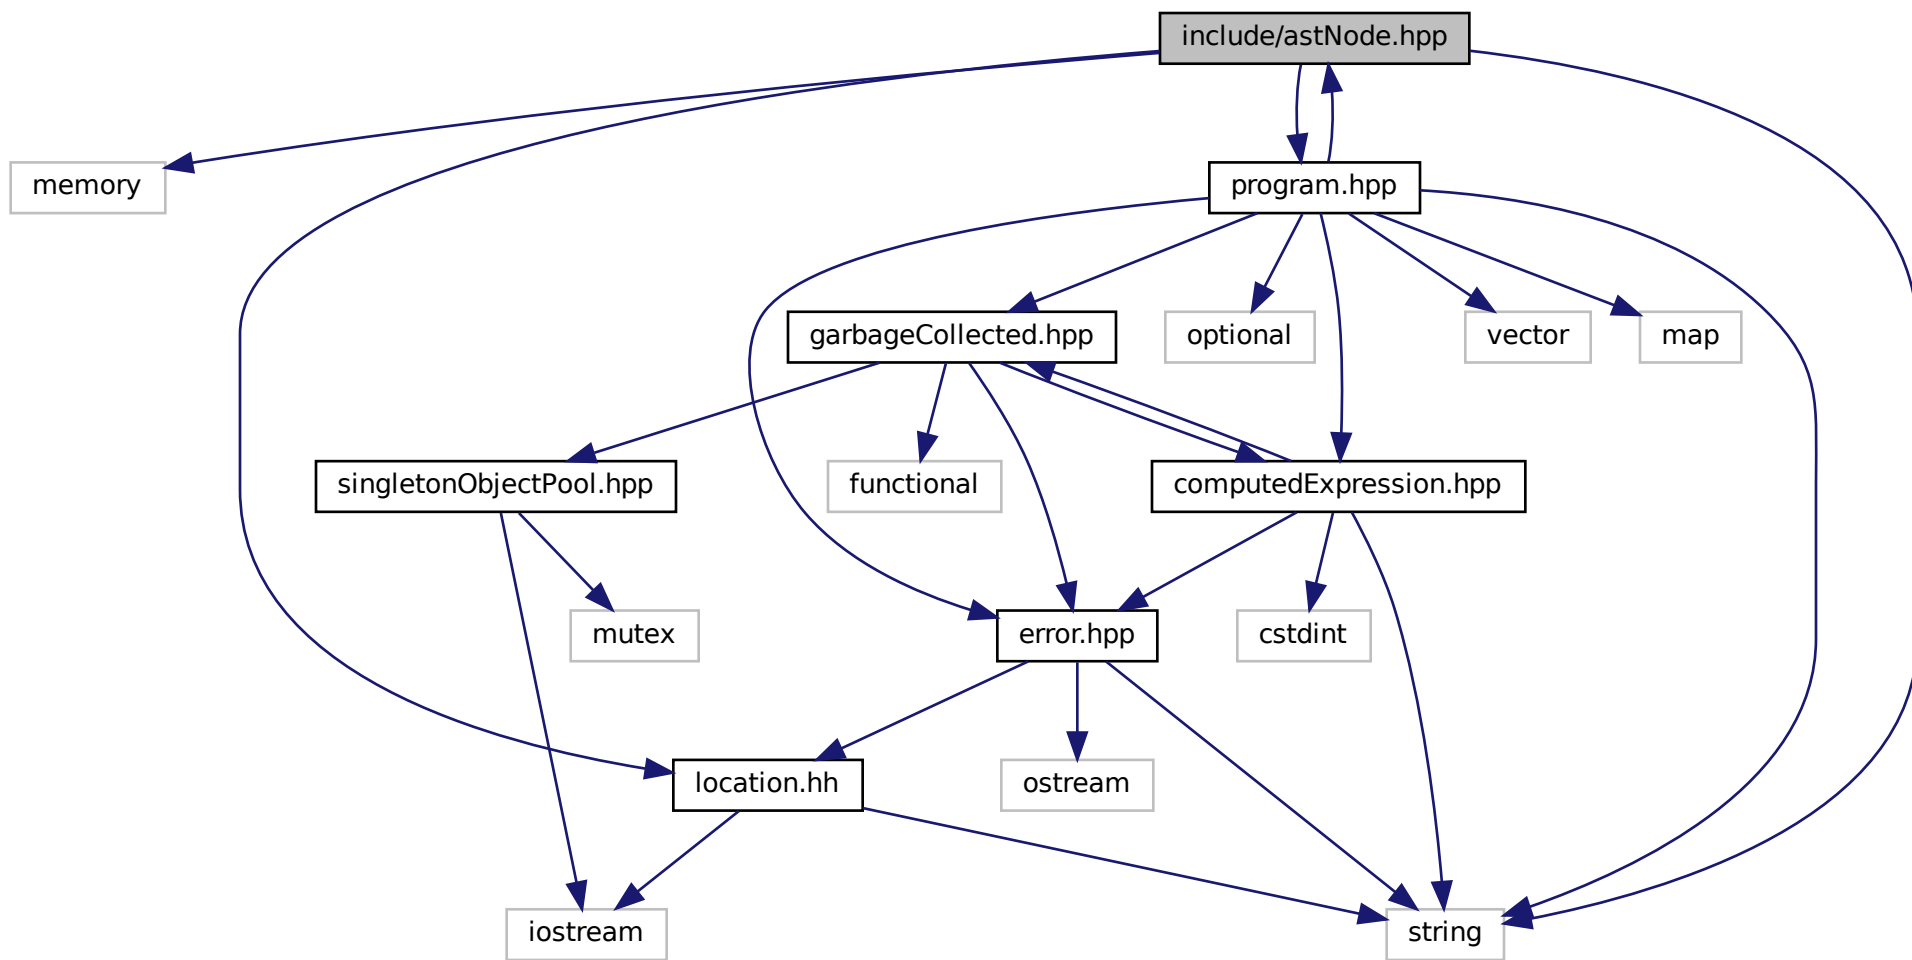 include/astNode.hpp
memory
program.hpp
garbageCollected.hpp
optional
vector
map
singletonObjectPool.hpp
functional
computedExpression.hpp
mutex
error.hpp
cstdint
location.hh
ostream
iostream
string